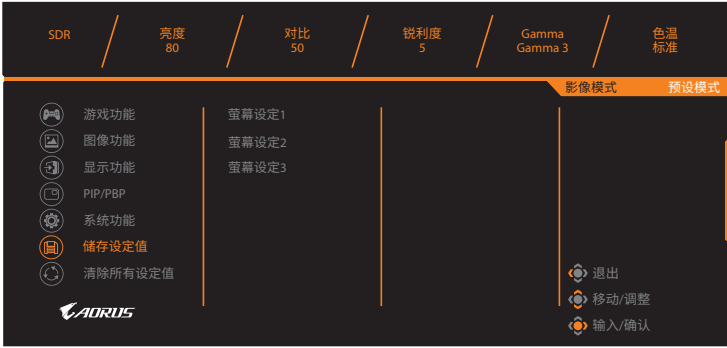 SDR
亮度
80
对比
50
锐利度
5
Gamma
Gamma 3
色温
标准
影像模式 预设模式
游戏功能 萤幕设定1
图像功能 萤幕设定2
显示功能 萤幕设定3
PIP/PBP
系统功能
储存设定值
清除所有设定值
退出
移动/调整
输入/确认
AORUS